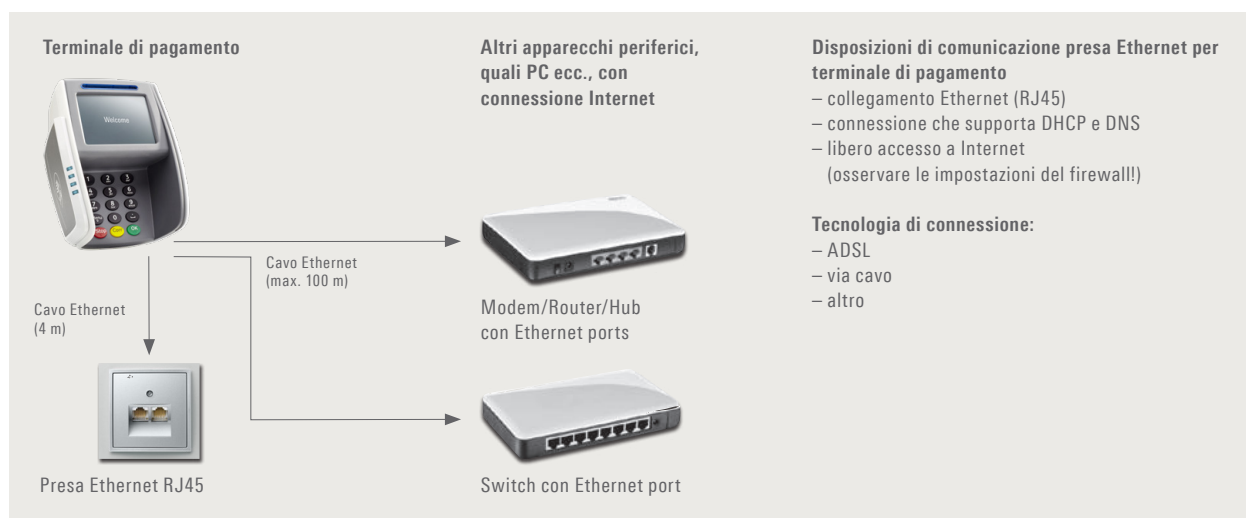 Terminale di pagamento
Welcome
Cavo Ethernet
(4 m)
Presa Ethernet RJ45
Cavo Ethernet
(max. 100 m)
Altri apparecchi periferici,
quali PC ecc., con
connessione Internet
Modem/Router/Hub
con Ethernet ports
Switch con Ethernet port
Disposizioni di comunicazione presa Ethernet per
terminale di pagamento
– collegamento Ethernet (RJ45)
– connessione che supporta DHCP e DNS
– libero accesso a Internet
(osservare le impostazioni del firewall!)
Tecnologia di connessione:
– ADSL
– via cavo
– altro